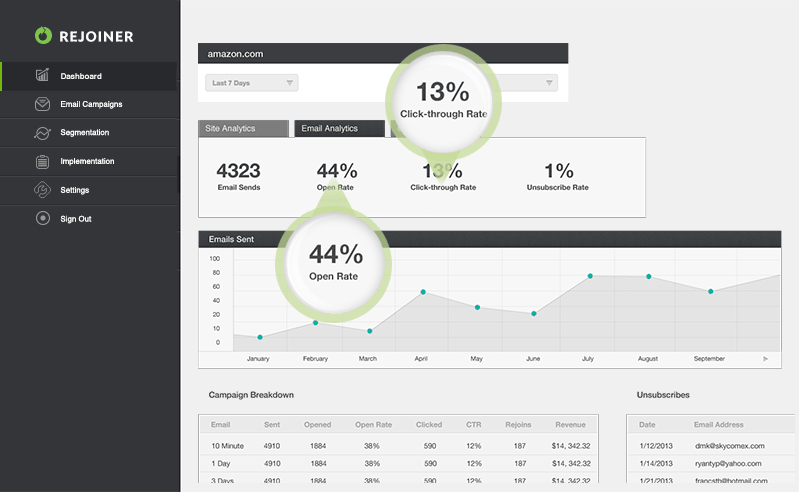 REJOINER
Dashboard
Email Campaigns
Segmentation
Implementation
Settings
Sign Out
amazon.com
Last 7 Days
13%
Click-through Rate
Site Analytics
Email Analytics
4323
Email Sends
44%
Open Rate
13%
Click-through Rate
1%
Unsubscribe Rate
44%
Open Rate
Emails Sent
100
80
60
40
20
10
0
January February March April May June July August September
Campaign Breakdown
Email Sent Opened Open Rate Clicked CTR Rejoins Revenue
10 Minute 4910 1884 38% 590 12% 187 $14, 342.32
1 Day 4910 1884 38% 590 12% 187 $14, 342.32
3 Days 4910 1884 38% 590 12% 187 $14, 342.32
Unsubscribes
Date Email Address
1/12/2013 dmk@skycomex.com
1/14/2013 ryantyp@yahoo.com
1/21/2013 francsth@hotmail.com